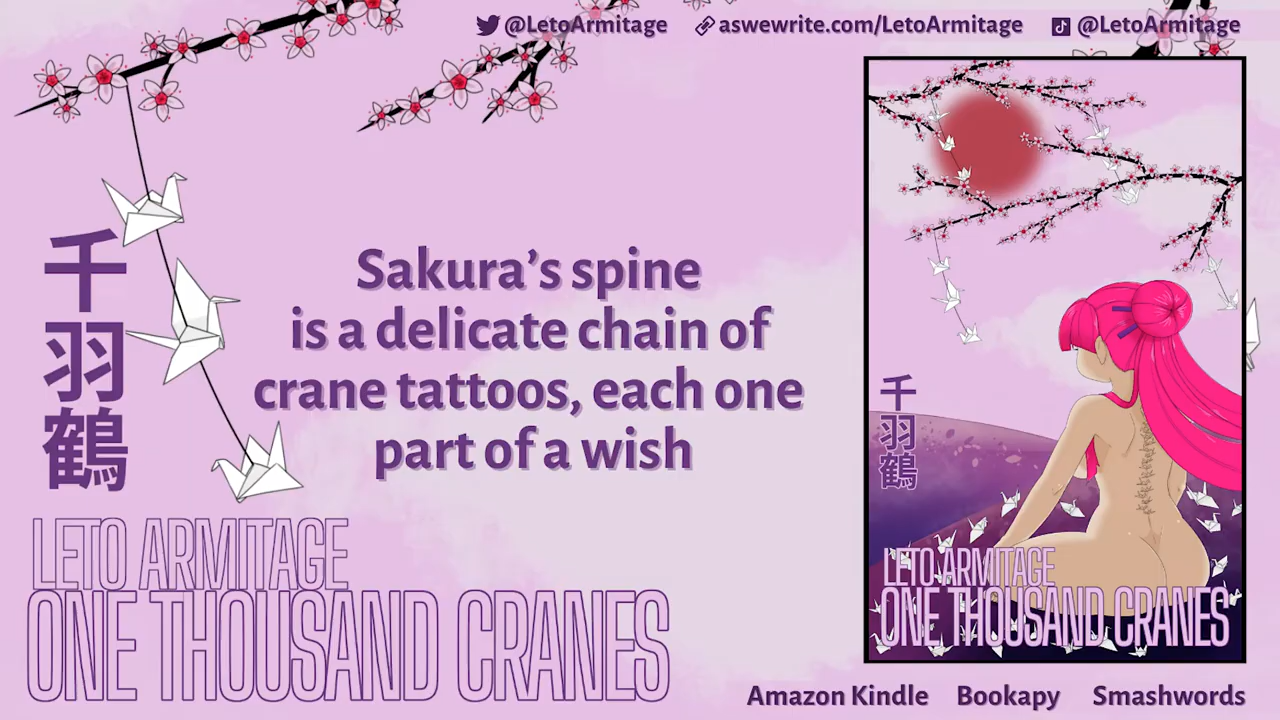 @LetoArmitage
aswewrite.com/LetoArmitage
@LetoArmitage
千羽鶴
Sakura’s spine
is a delicate chain of
crane tattoos, each one
part of a wish
LETO ARMITAGE
ONE THOUSAND CRANES
千羽鶴
LETO ARMITAGE
ONE THOUSAND CRANES
Amazon Kindle
Bookapy
Smashwords